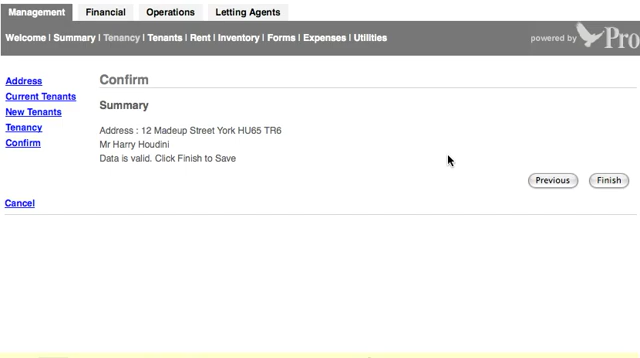 Management Financial Operations Letting Agents
Welcome | Summary | Tenancy | Tenants | Rent | Inventory | Forms | Expenses | Utilities
powered by Pro
Address
Current Tenants
New Tenants
Tenancy
Confirm
Confirm
Summary
Address : 12 Madeup Street York HU65 TR6
Mr Harry Houdini
Data is valid. Click Finish to Save
Previous Finish
Cancel